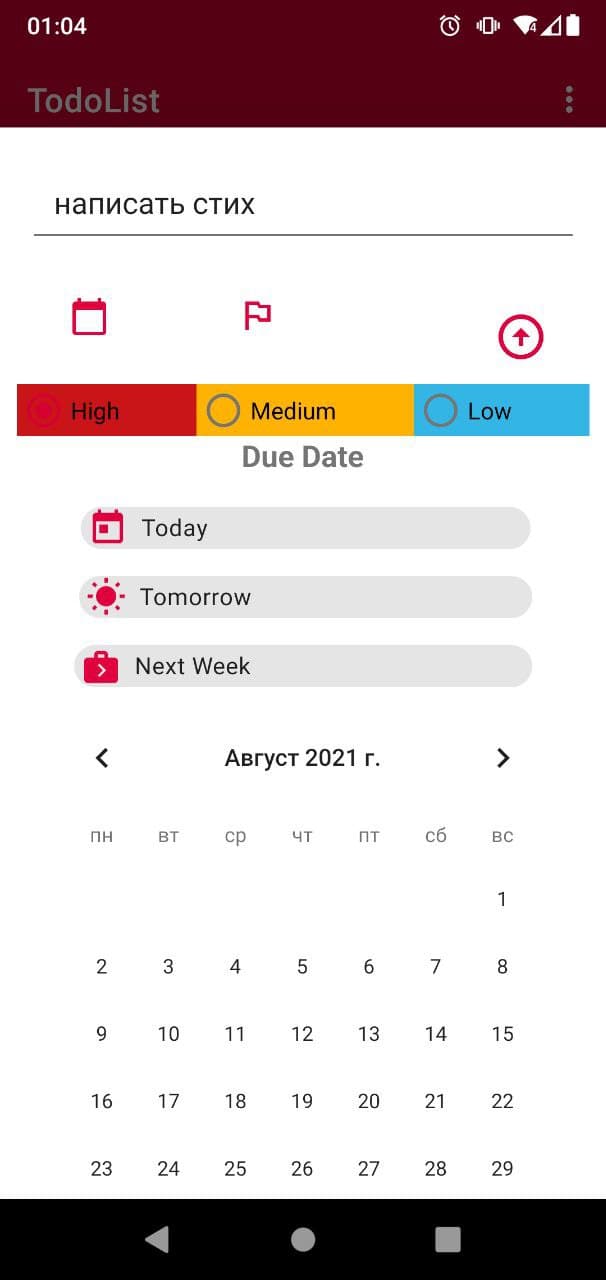 01:04
4
TodoList
написать стих
High Medium Low
Due Date
Today
Tomorrow
Next Week
Август 2021 г.
пн вт ср чт пт сб вс
1
2 3 4 5 6 7 8
9 10 11 12 13 14 15
16 17 18 19 20 21 22
23 24 25 26 27 28 29